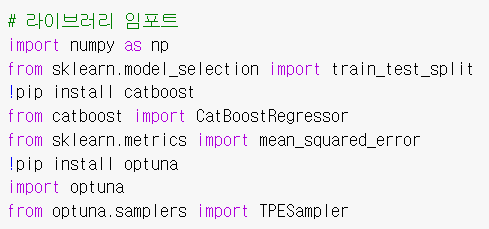 # 라이브러리 임포트
import numpy as np
from sklearn.model_selection import train_test_split
!pip install catboost
from catboost import CatBoostRegressor
from sklearn.metrics import mean_squared_error
!pip install optuna
import optuna
from optuna.samplers import TPESampler